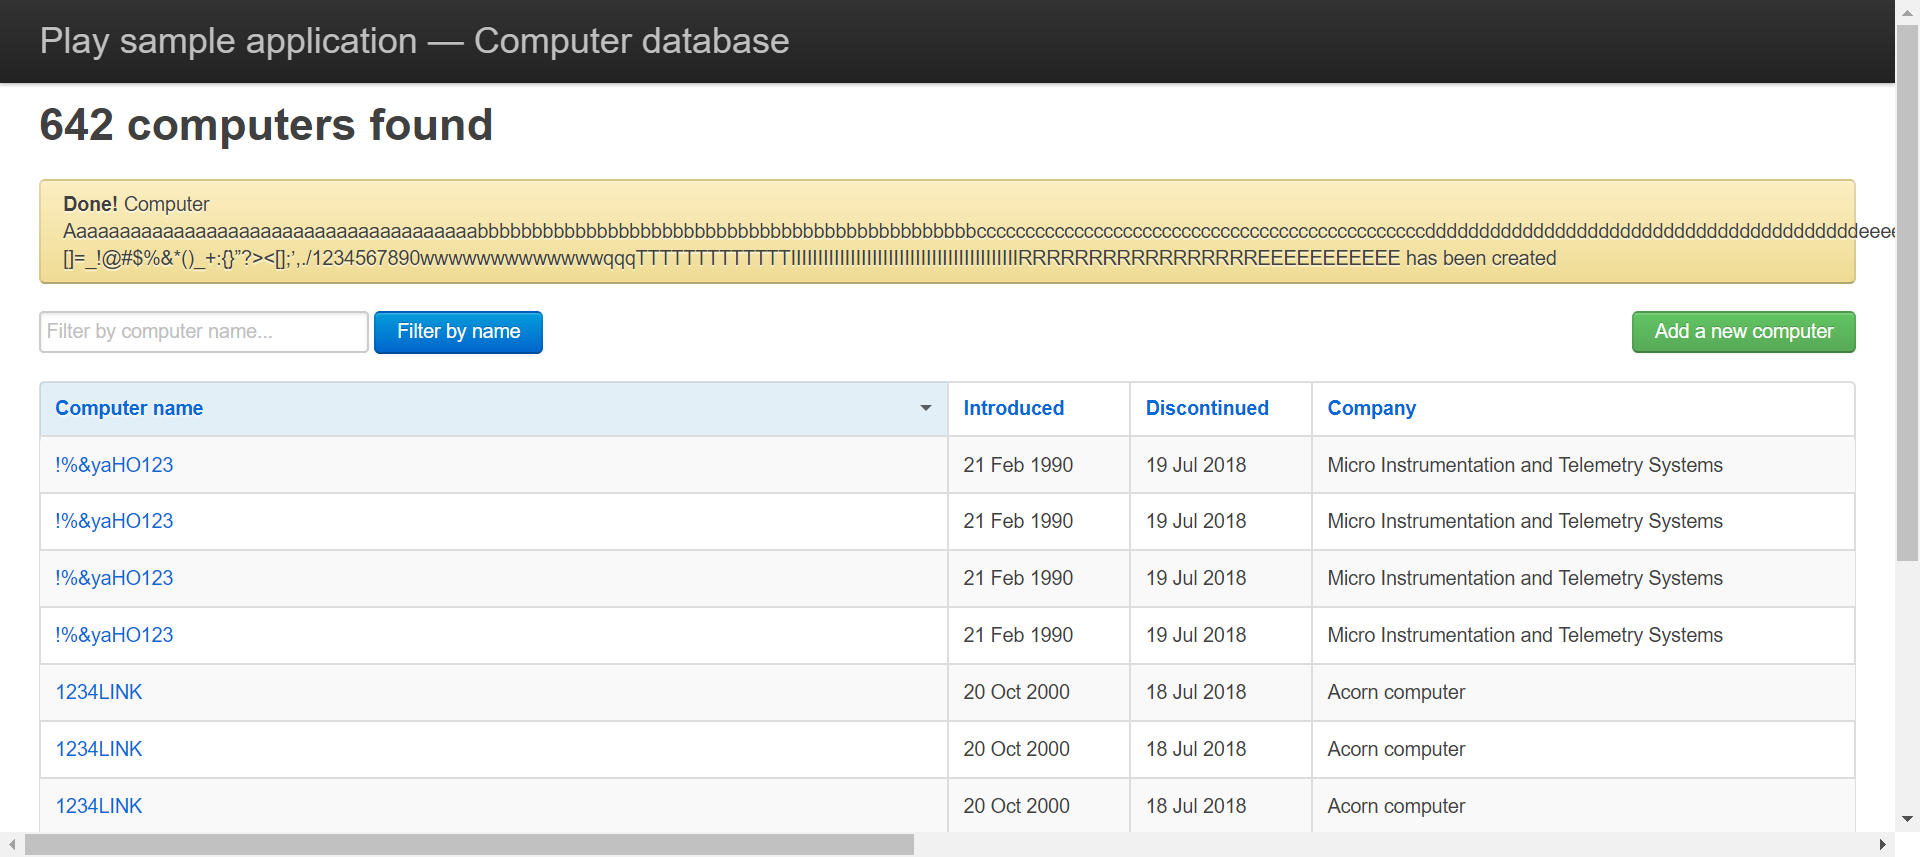 Play sample application — Computer database
642 computers found
Done! Computer
[]=_!@#$%&*()_+:{}”?><[];’,./1234567890wwwwwwwwwwwwwwqqqTTTTTTTTTTTTTIIIIIIIIIIIIIIIIIIIIIIIIIIIIIIIIIIIIIIIIIIRRRRRRRRRRRRRRRRRREEEEEEEEEEE has been created
Filter by computer name... Filter by name Add a new computer
Computer name Introduced Discontinued Company
!%&yaHO123 21 Feb 1990 19 Jul 2018 Micro Instrumentation and Telemetry Systems
!%&yaHO123 21 Feb 1990 19 Jul 2018 Micro Instrumentation and Telemetry Systems
!%&yaHO123 21 Feb 1990 19 Jul 2018 Micro Instrumentation and Telemetry Systems
!%&yaHO123 21 Feb 1990 19 Jul 2018 Micro Instrumentation and Telemetry Systems
1234LINK 20 Oct 2000 18 Jul 2018 Acorn computer
1234LINK 20 Oct 2000 18 Jul 2018 Acorn computer
1234LINK 20 Oct 2000 18 Jul 2018 Acorn computer